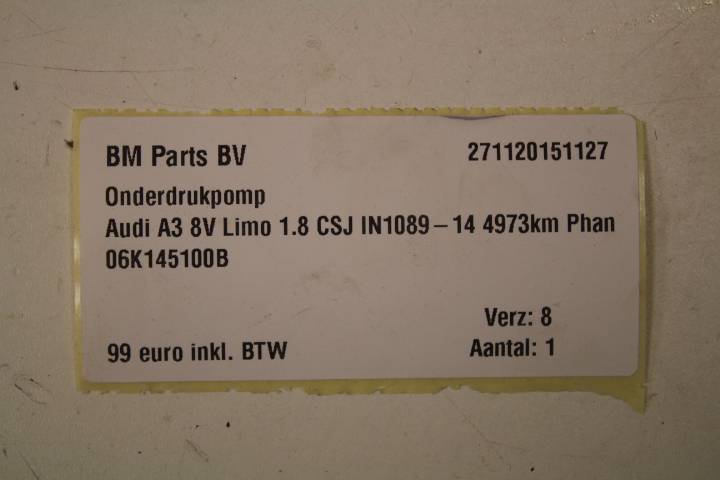 BM Parts BV 271120151127
Onderdrukpomp
Audi A3 8V Limo 1.8 CSJ IN1089-14 4973km Phan
06K145100B
Verz: 8
99 euro inkl. BTW Aantal: 1